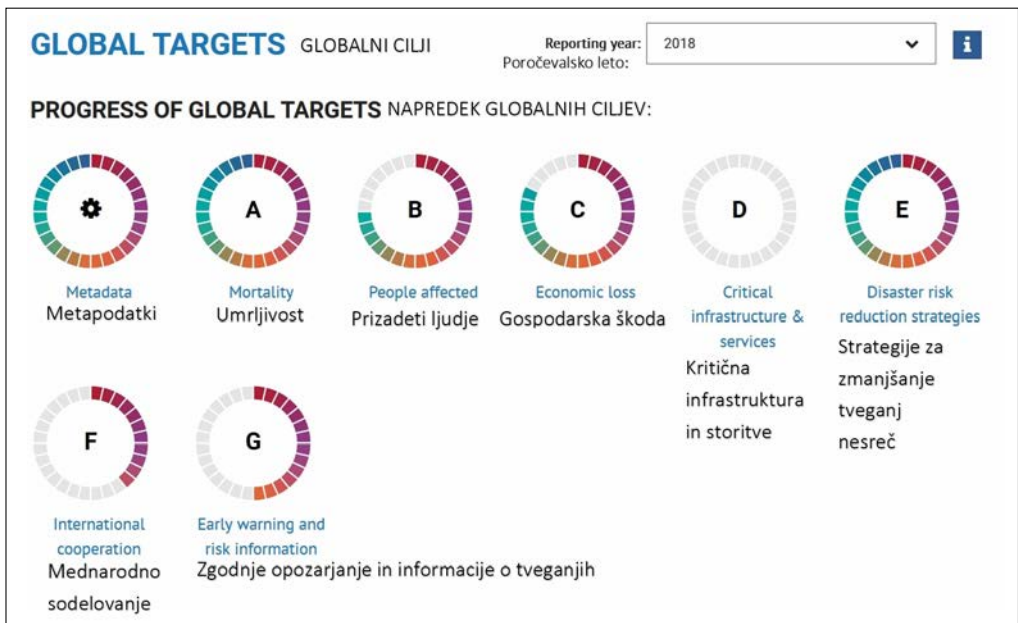 GLOBAL TARGETS GLOBALNI CILJI
Reporting year: 2018
Poročevalsko leto:
i
PROGRESS OF GLOBAL TARGETS NAPREDEK GLOBALNIH CILJEV:
A
B
C
D
E
Metadata
Metapodatki
Mortality
Umrljivost
People affected
Prizadeti ljudje
Economic loss
Gospodarska škoda
Critical
infrastructure &
services
Kritična
infrastruktura
in storitve
Disaster risk
reduction strategies
Strategije za
zmanjšanje
tveganj
nesreč
F
G
International
cooperation
Mednarodno
sodelovanje
Early warning and
risk information
Zgodnje opozarjanje in informacije o tveganjih